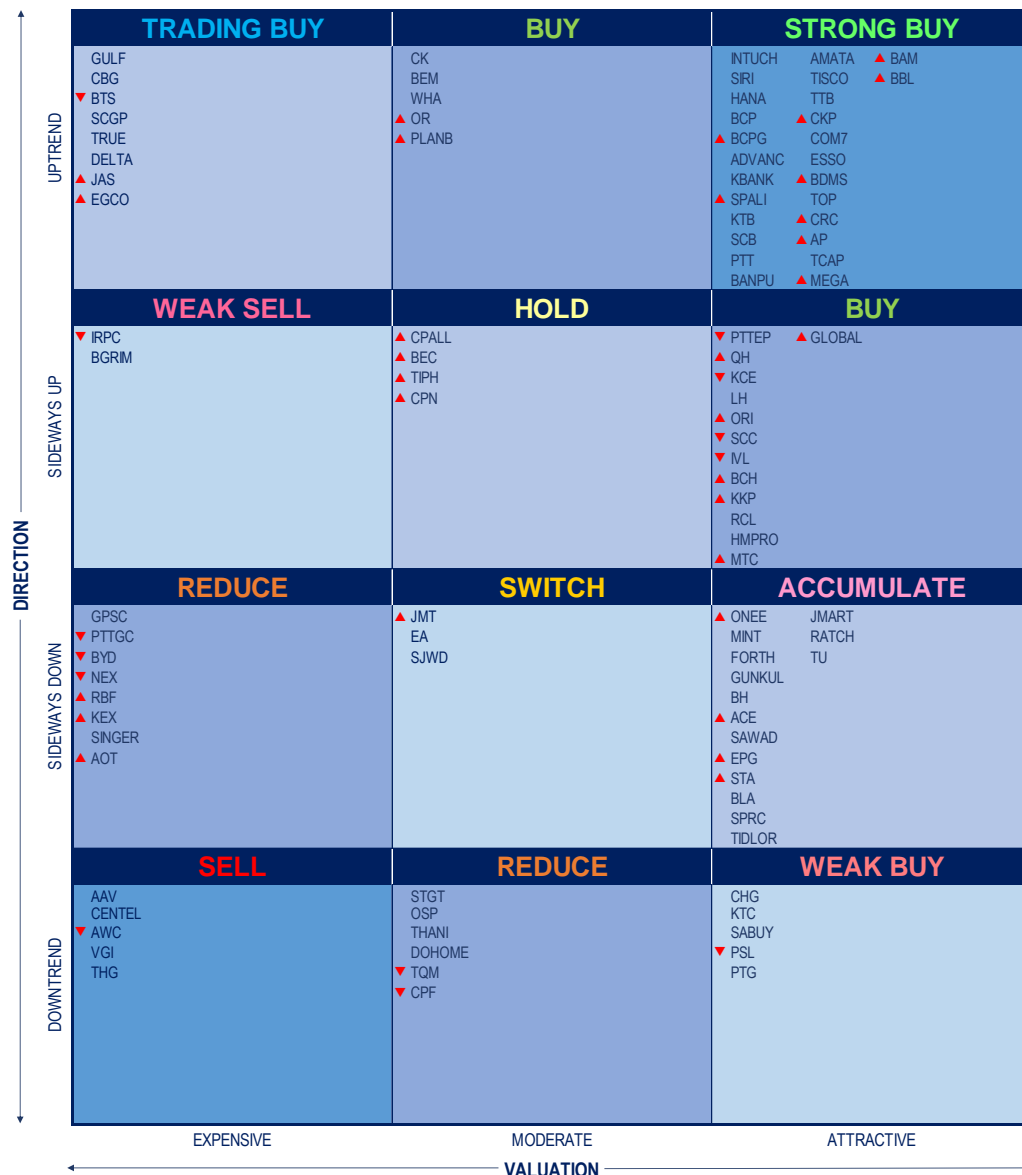 TRADING BUY
GULF
CBG
▼ BTS
SCGP
TRUE
DELTA
▲ JAS
▲ EGCO
BUY
CK
BEM
WHA
▲ OR
▲ PLANB
STRONG BUY
INTUCH AMATA ▲ BAM
SIRI TISCO ▲ BBL
HANA TTB
BCP ▲ CKP
▲ BCPG COM7
ADVANC ESSO
KBANK ▲ BDMS
▲ SPALI TOP
KTB ▲ CRC
SCB ▲ AP
PTT TCAP
BANPU ▲ MEGA
UPTREND
WEAK SELL
▼ IRPC
BGRIM
HOLD
▲ CPALL
▲ BEC
▲ TIPH
▲ CPN
BUY
▼ PTTEP ▲ GLOBAL
▲ QH
▼ KCE
LH
▲ ORI
▼ SCC
▼ IVL
▲ BCH
▲ KKP
RCL
HMPRO
▲ MTC
SIDEWAYS UP
DIRECTION
REDUCE
GPSC
▼ PTTGC
▼ BYD
▼ NEX
▲ RBF
▲ KEX
SINGER
▲ AOT
SWITCH
▲ JMT
EA
SJWD
ACCUMULATE
▲ ONEE JMART
MINT RATCH
FORTH TU
GUNKUL
BH
▲ ACE
SAWAD
▲ EPG
▲ STA
BLA
SPRC
TIDLOR
SIDEWAYS DOWN
SELL
AAV
CENTEL
▼ AWC
VGI
THG
REDUCE
STGT
OSP
THANI
DOHOME
▼ TQM
▼ CPF
WEAK BUY
CHG
KTC
SABUY
▼ PSL
PTG
DOWNTREND
EXPENSIVE MODERATE ATTRACTIVE
VALUATION